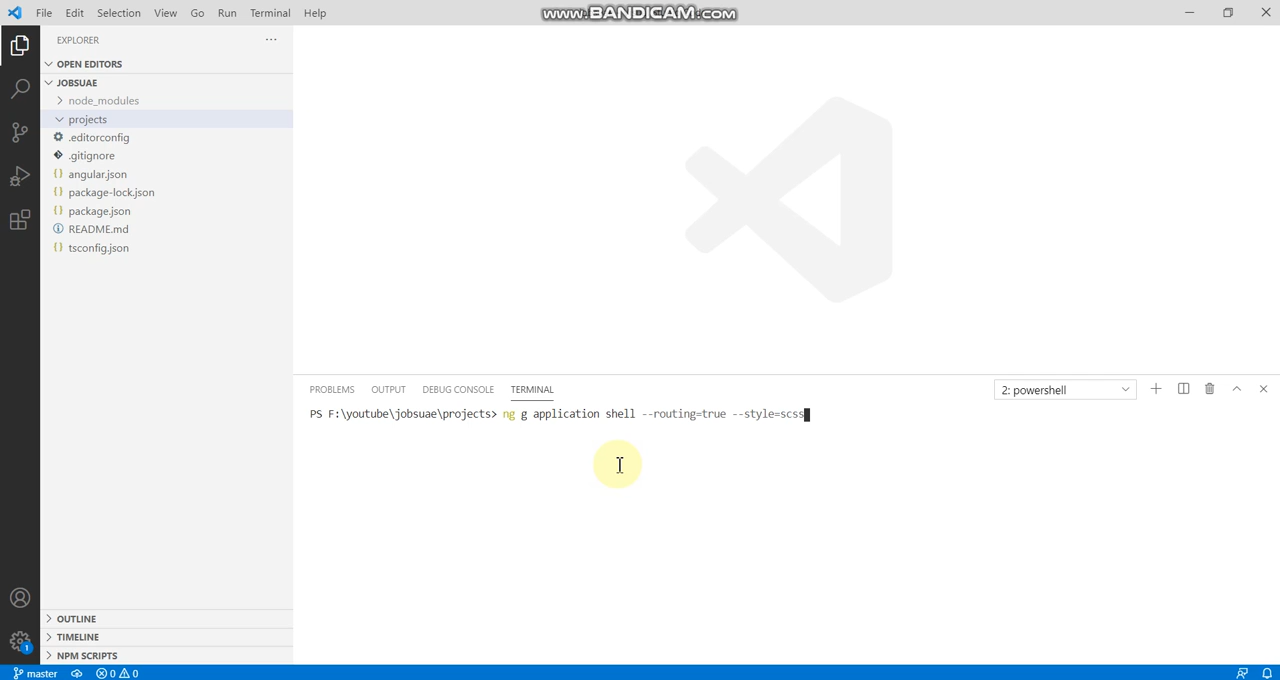 File Edit Selection View Go Run Terminal Help
www.BANDICAM.com
EXPLORER
OPEN EDITORS
JOBSUAE
node_modules
projects
.editorconfig
.gitignore
angular.json
package-lock.json
package.json
README.md
tsconfig.json
PROBLEMS OUTPUT DEBUG CONSOLE TERMINAL
2: powershell
PS F:\youtube\jobsuae\projects> ng g application shell --routing=true --style=scss
OUTLINE
TIMELINE
NPM SCRIPTS
1
master 0 0